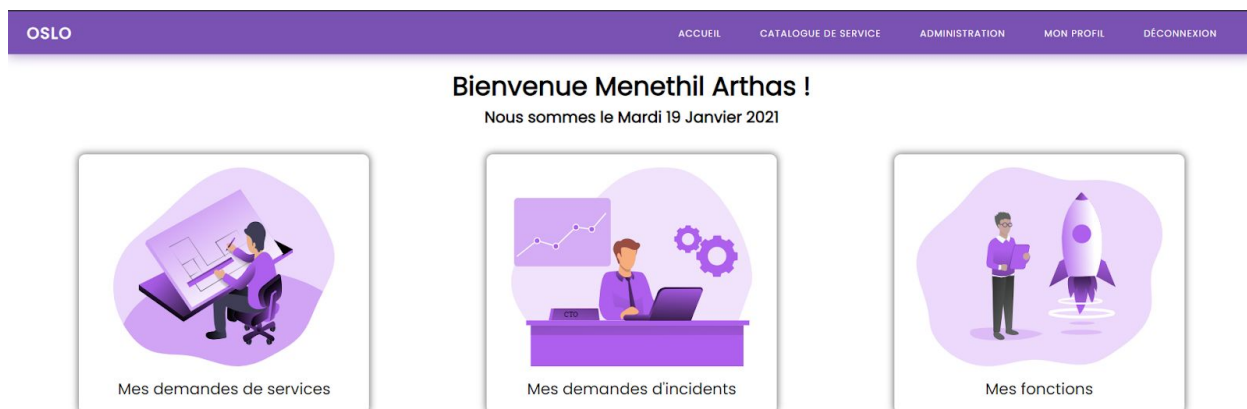 OSLO ACCUEIL CATALOGUE DE SERVICE ADMINISTRATION MON PROFIL DÉCONNEXION
Bienvenue Menethil Arthas !
Nous sommes le Mardi 19 Janvier 2021
CTO
Mes demandes de services Mes demandes d'incidents Mes fonctions